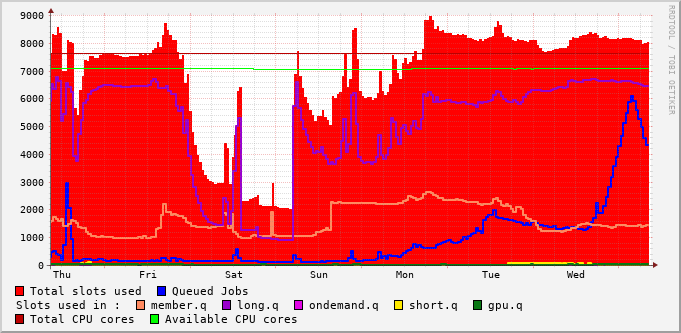 9000
8000
7000
6000
5000
4000
3000
2000
1000
0
Thu Fri Sat Sun Mon Tue Wed
Total slots used Queued Jobs
Slots used in : member.q long.q ondemand.q short.q gpu.q
Total CPU cores Available CPU cores
RRDTOOL / TOBI OETIKER